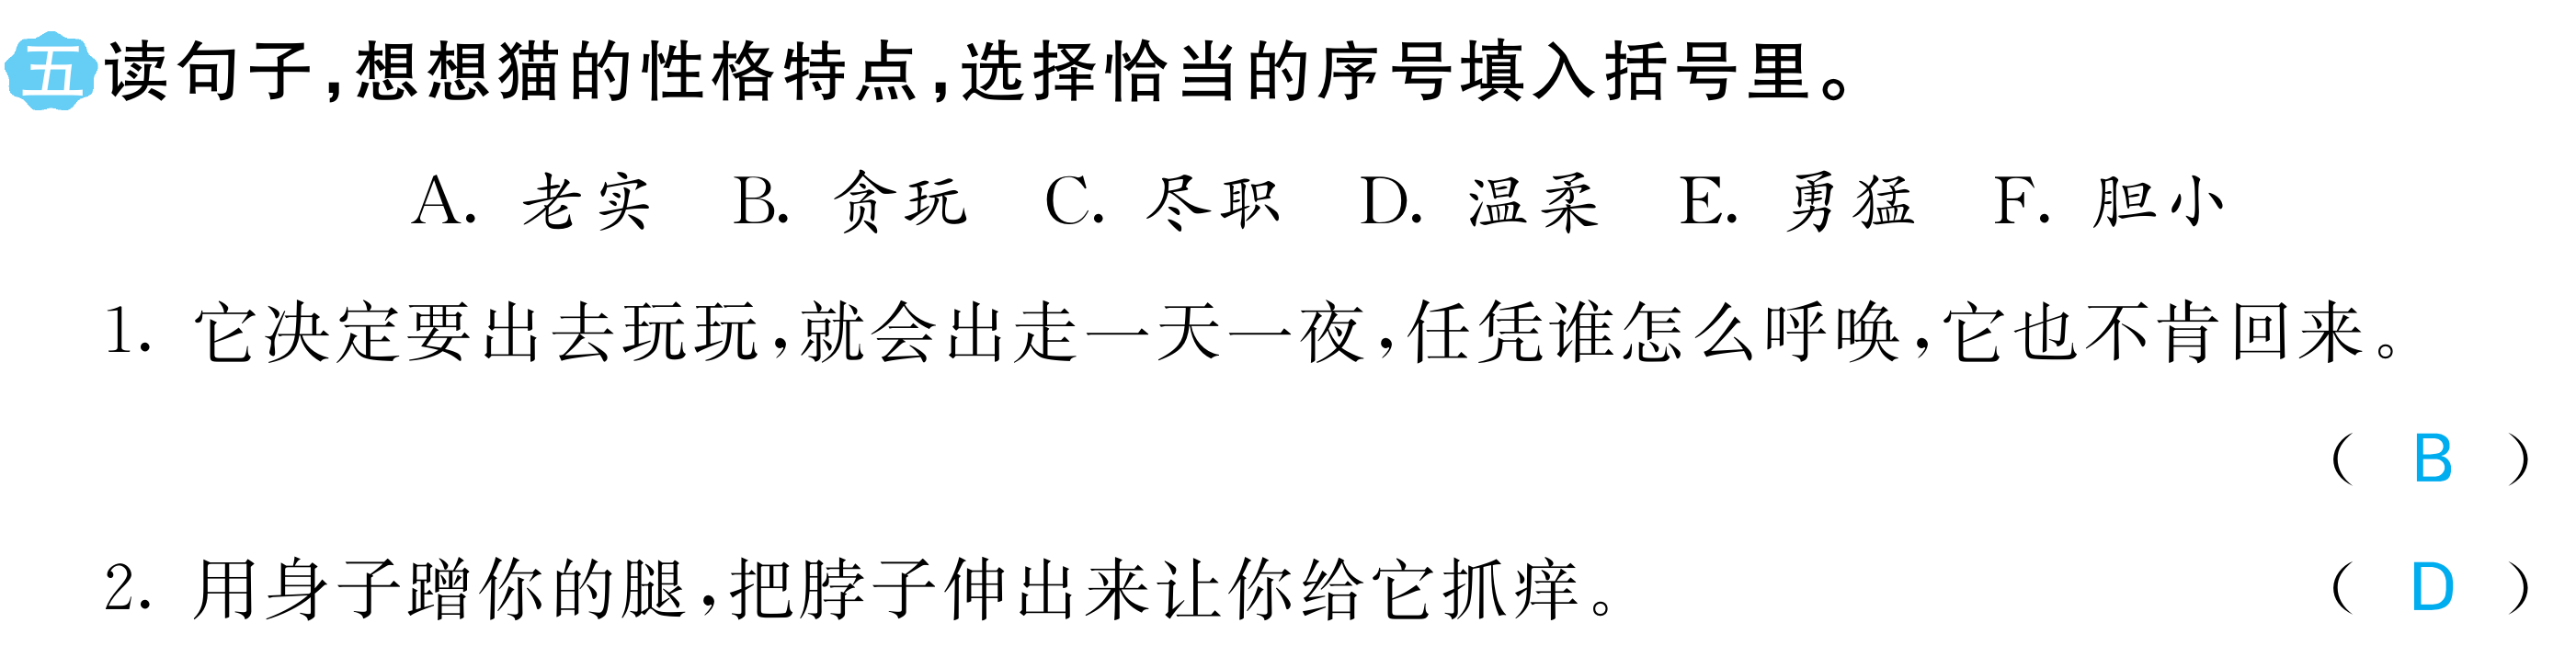 五 读句子,想想猫的性格特点,选择恰当的序号填入括号里。
A. 老实 B. 贪玩 C. 尽职 D. 温柔 E. 勇猛 F. 胆小
1. 它决定要出去玩玩,就会出走一天一夜,任凭谁怎么呼唤,它也不肯回来。
( B )
2. 用身子蹭你的腿,把脖子伸出来让你给它抓痒。 ( D )